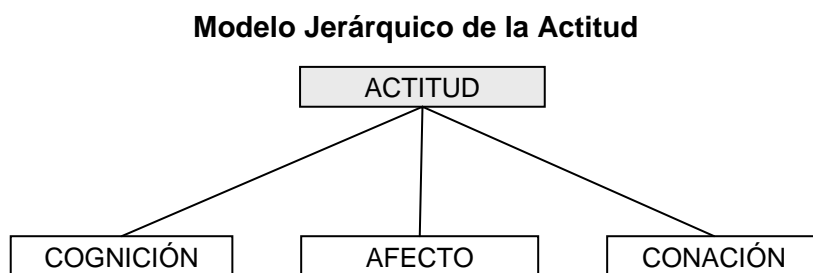 Modelo Jerárquico de la Actitud
ACTITUD
COGNICIÓN AFECTO CONACIÓN